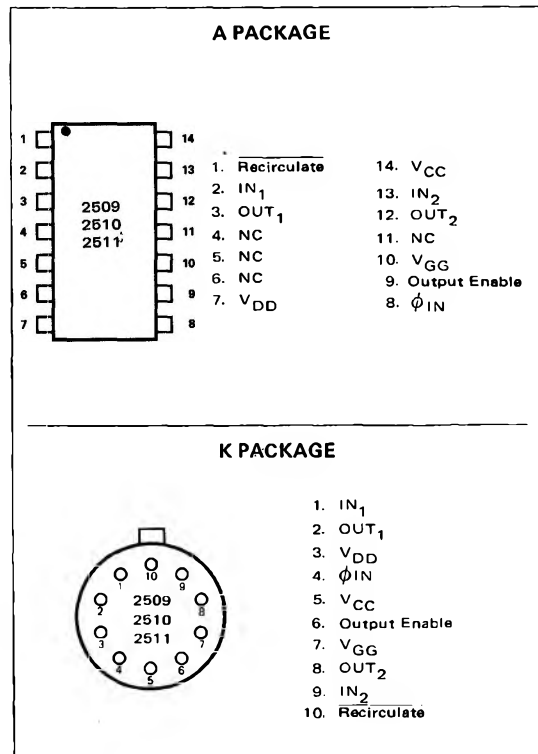 A PACKAGE
1
2
3
4
5
6
7
2509
2510
2511
14
13
12
11
10
9
8
1. Recirculate
2. IN1
3. OUT1
4. NC
5. NC
6. NC
7. VDD
14. VCC
13. IN2
12. OUT2
11. NC
10. VGG
9. Output Enable
8. ϕIN
K PACKAGE
10
1
9
2
8
3
7
4
6
5
2509
2510
2511
1. IN1
2. OUT1
3. VDD
4. ϕIN
5. VCC
6. Output Enable
7. VGG
8. OUT2
9. IN2
10. Recirculate